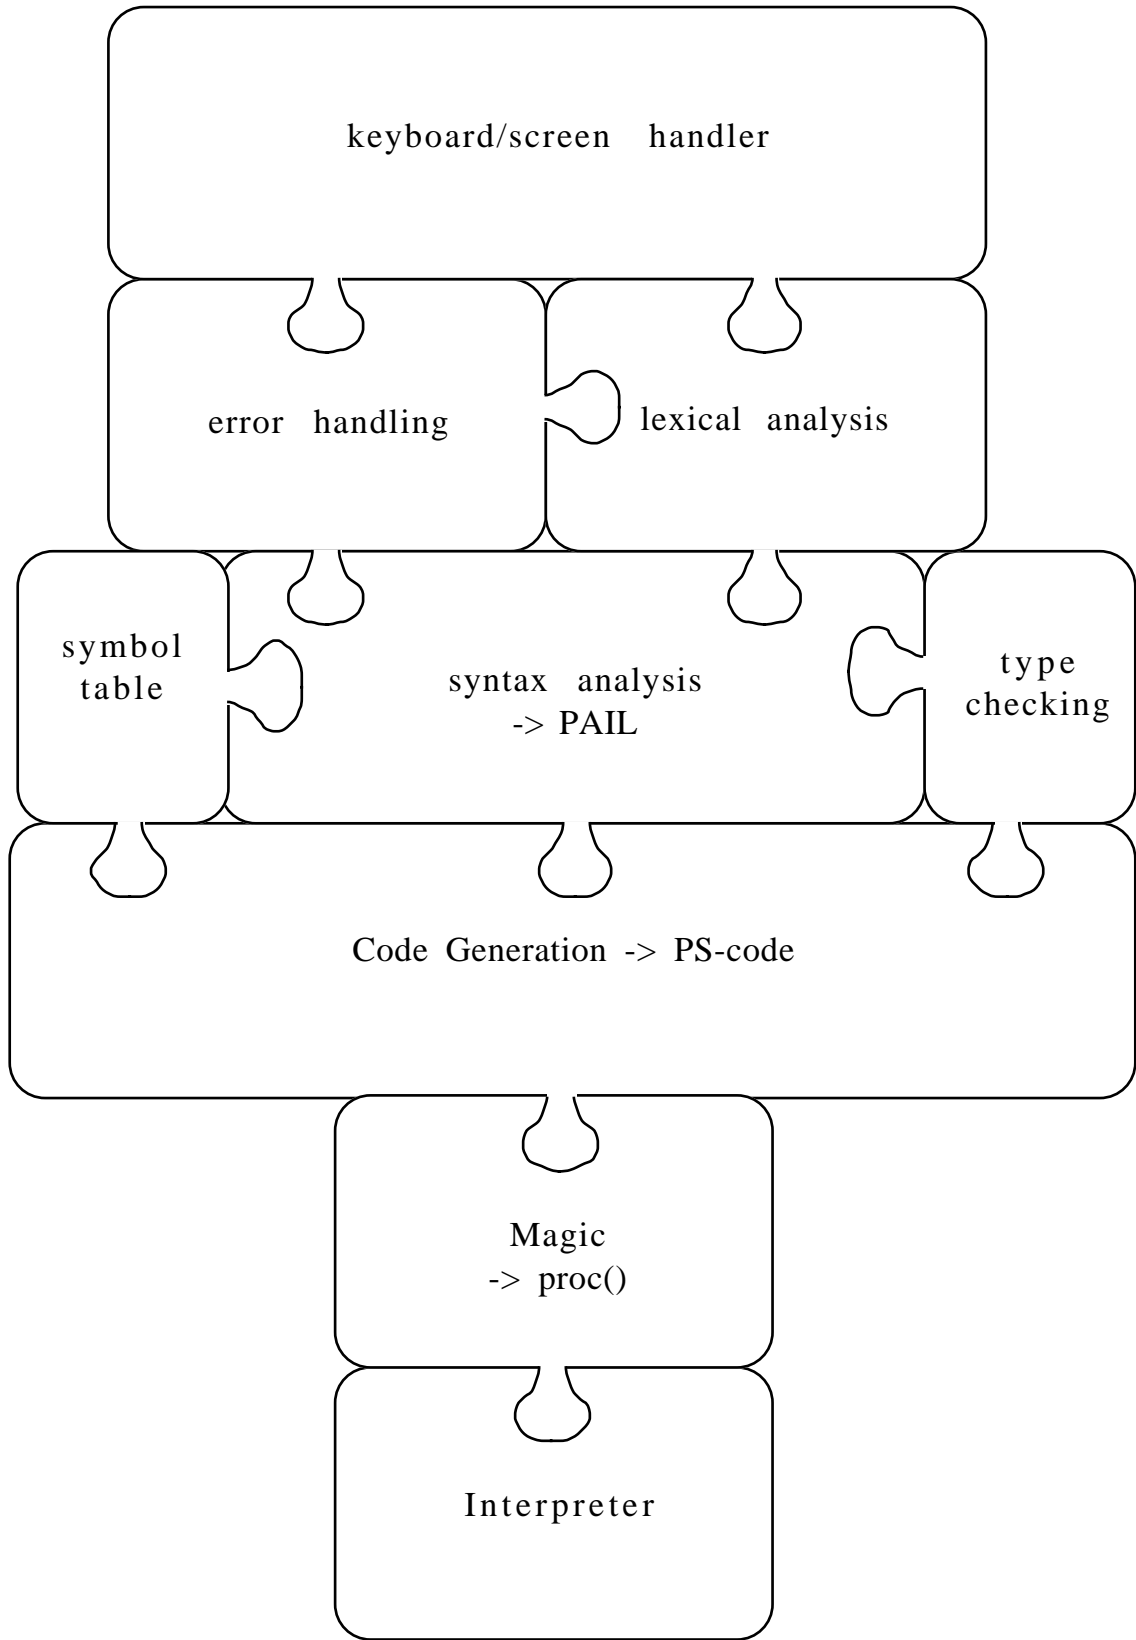 keyboard/screen handler
error handling
lexical analysis
symbol
table
syntax analysis
-> PAIL
type
checking
Code Generation -> PS-code
Magic
-> proc()
Interpreter